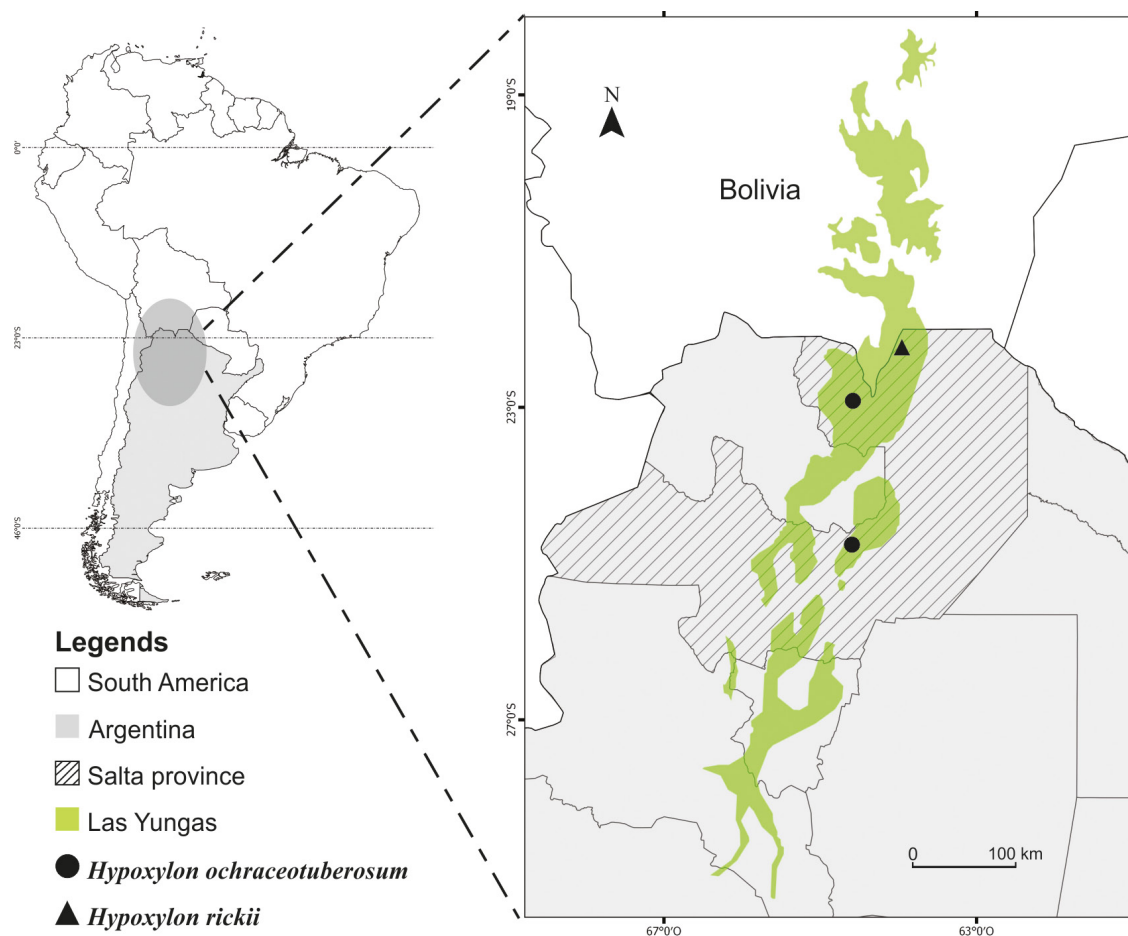 0°0'
23°0'S
46°0'S
Legends
South America
Argentina
Salta province
Las Yungas
Hypoxylon ochraceotuberosum
Hypoxylon rickii
N
Bolivia
19°0'S
23°0'S
27°0'S
0 100 km
67°0'O 63°0'O